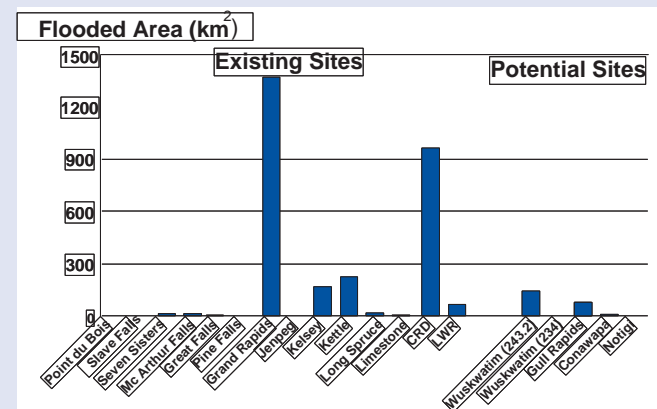 Flooded Area (km²)
1500
Existing Sites
Potential Sites
1200
900
600
300
0
Point du Bois
Slave Falls
Seven Sisters
Mc Arthur Falls
Great Falls
Pine Falls
Grand Rapids
Jenpeg
Kelsey
Kettle
Long Spruce
Limestone
CRD
LWR
Wuskwatim (243.2)
Wuskwatim (234)
Gull Rapids
Conawapa
Notigi